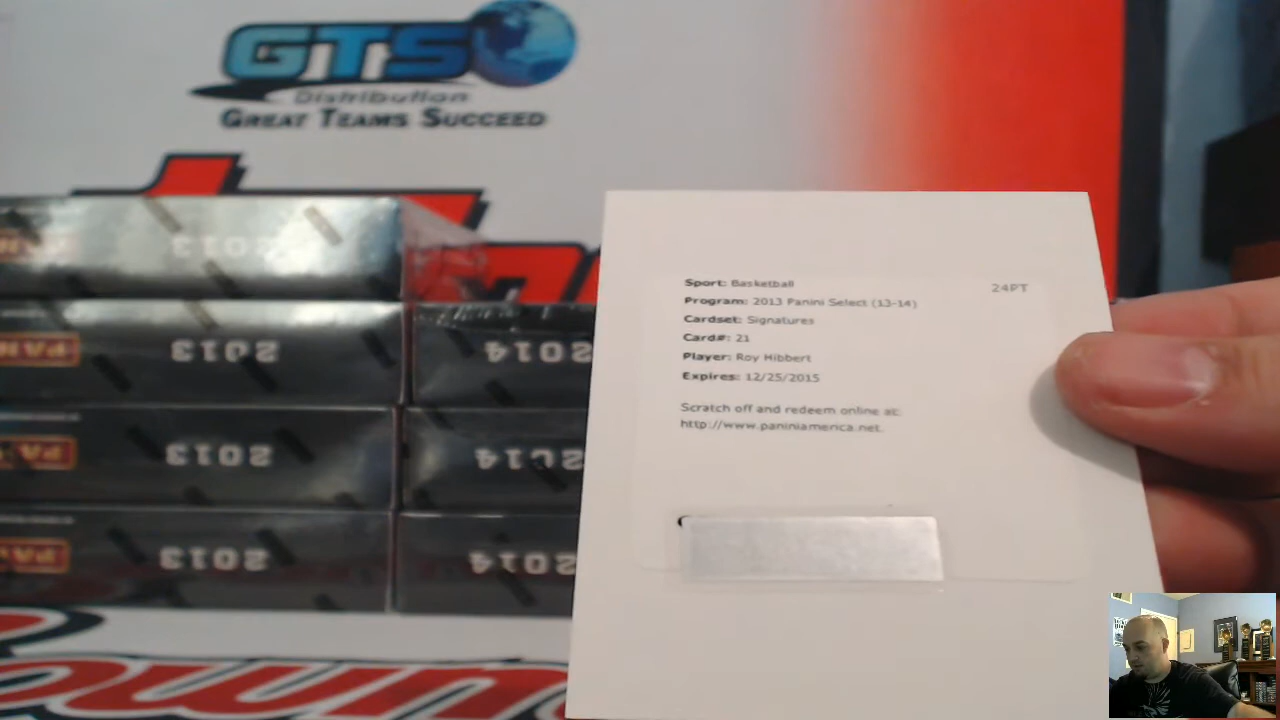 GTS
Distribution
GREAT TEAMS SUCCEED
2013
2013
2014
2013
2014
2013
2014
Sport: Basketball
24PT
Program: 2013 Panini Select (13-14)
Cardset: Signatures
Card#: 21
Player: Roy Hibbert
Expires: 12/25/2015
Scratch off and redeem online at:
http://www.paniniamerica.net.